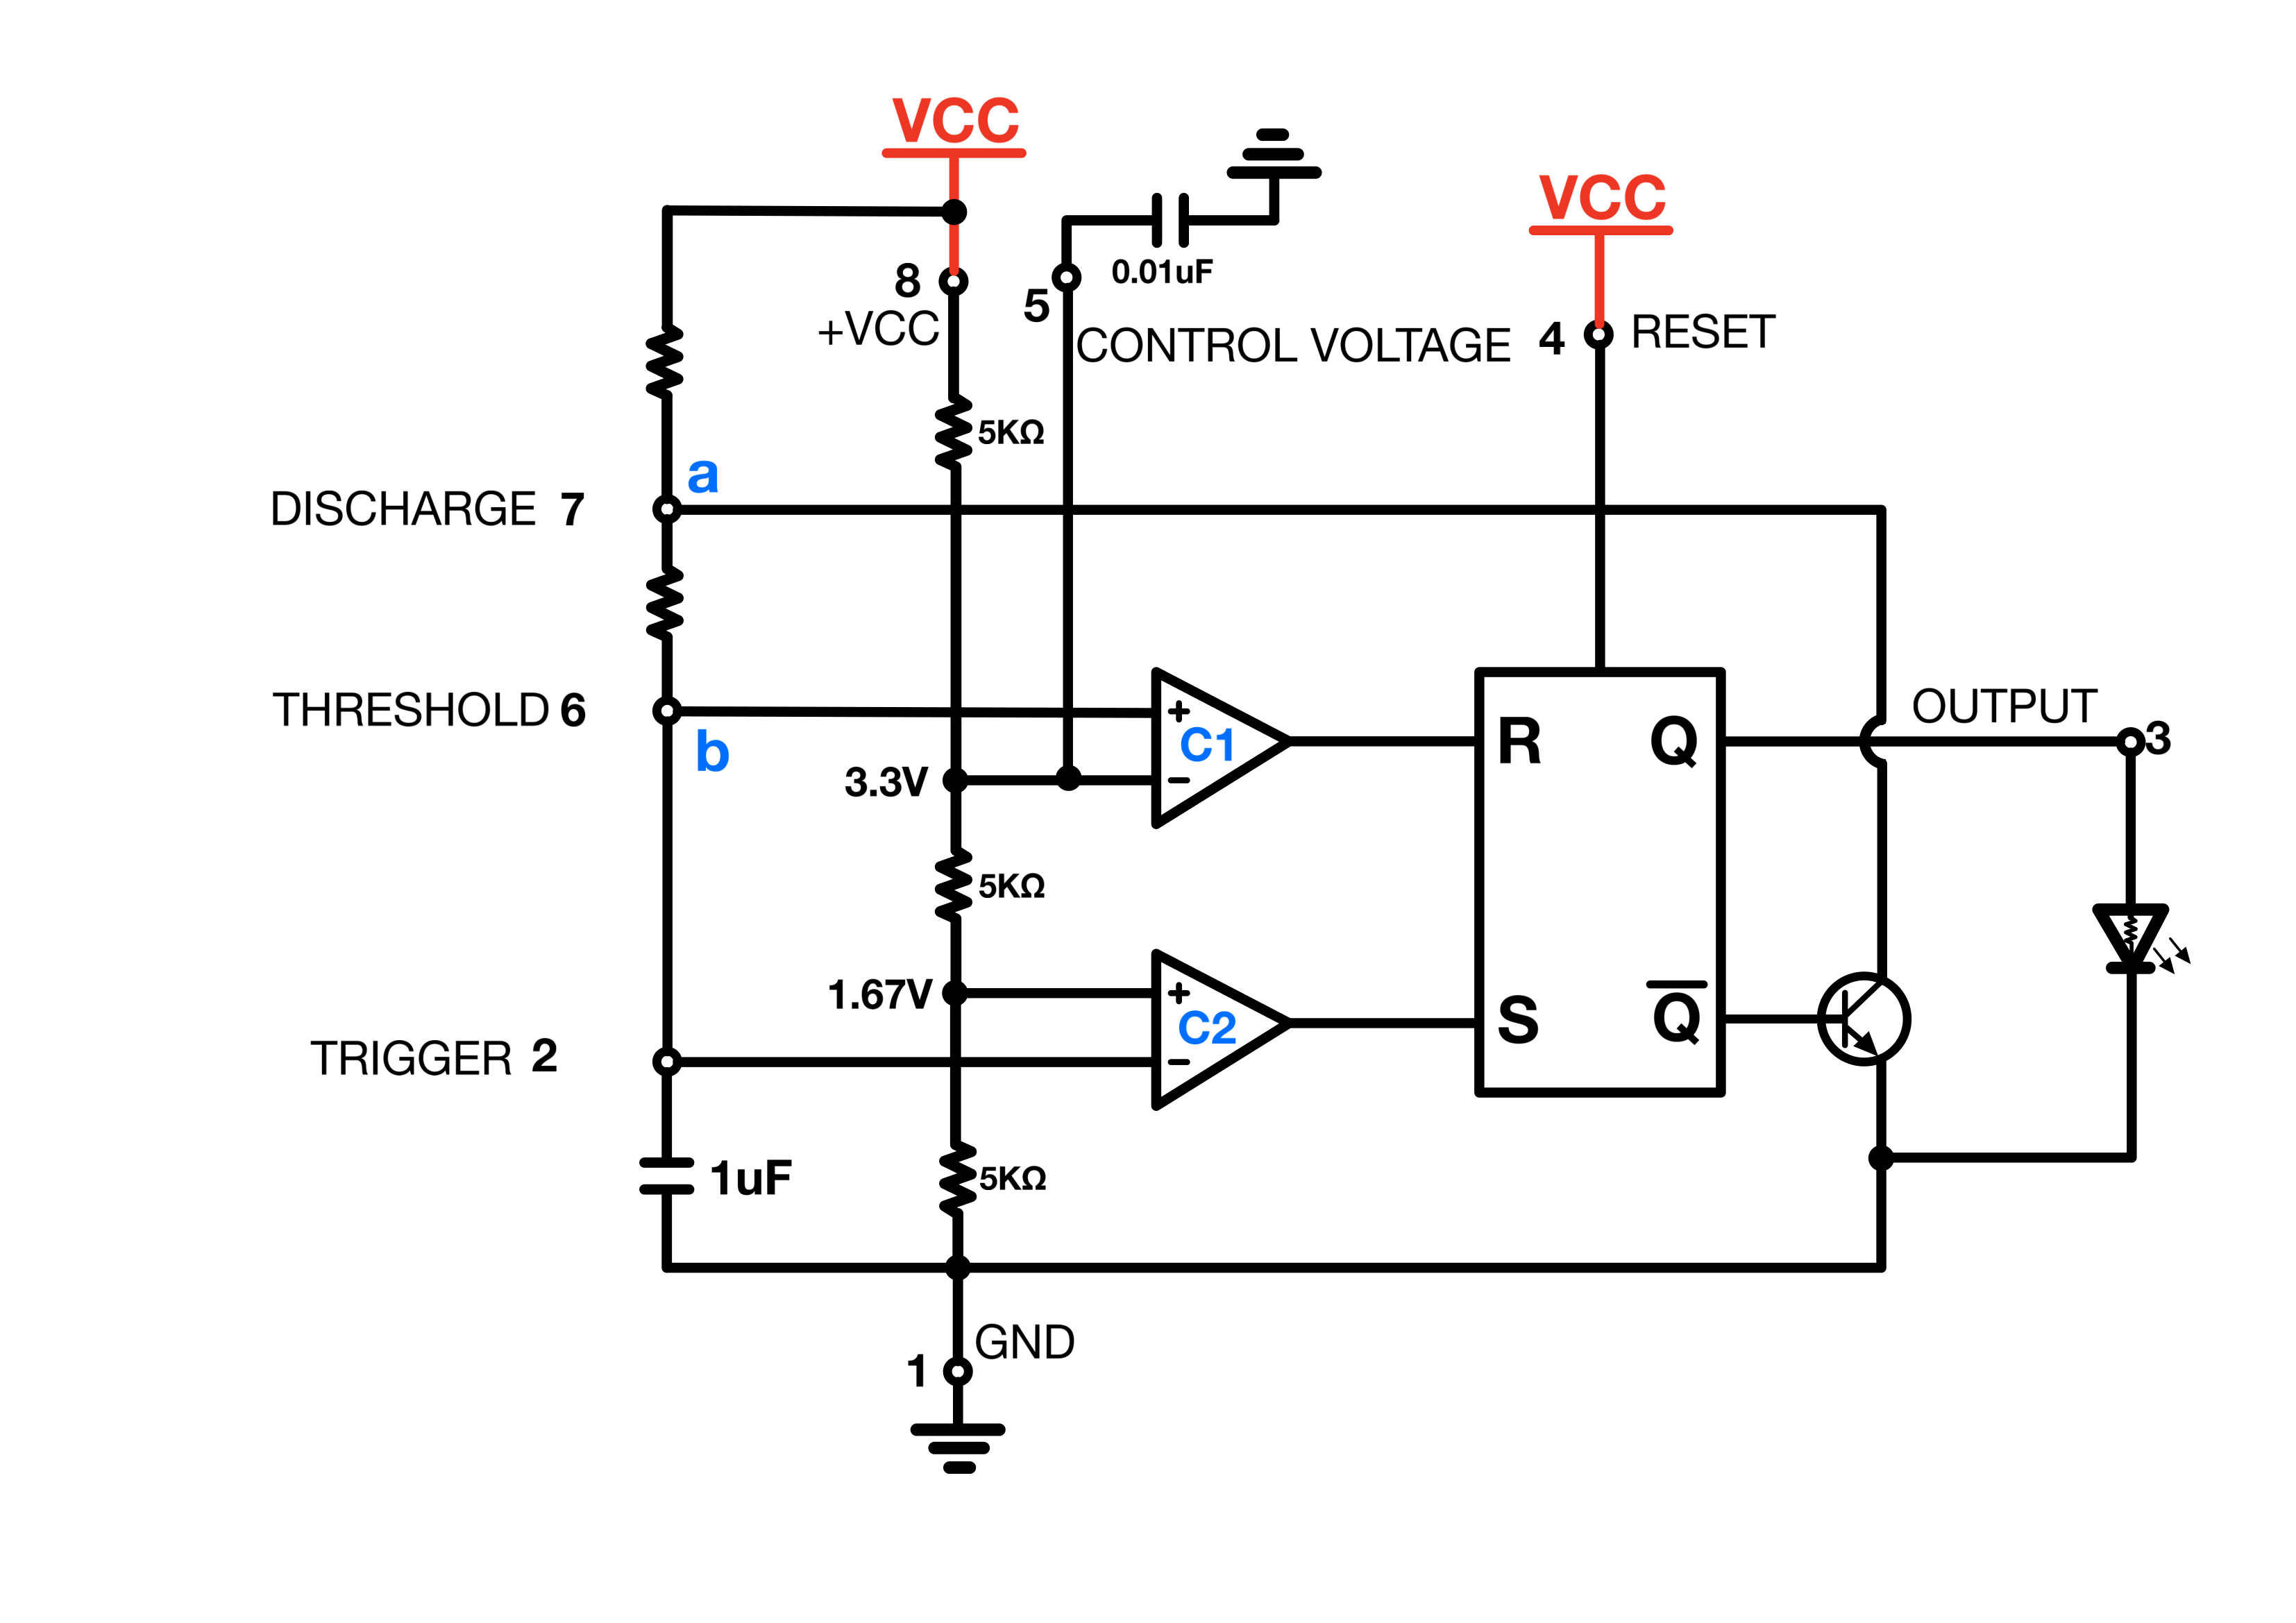 VCC
VCC
8
+VCC
5
0.01uF
CONTROL VOLTAGE
4
RESET
5KΩ
a
DISCHARGE 7
THRESHOLD 6
b
+
C1
−
3.3V
R
Q
OUTPUT
3
5KΩ
1.67V
+
C2
−
S
Q̅
TRIGGER 2
1uF
5KΩ
GND
1